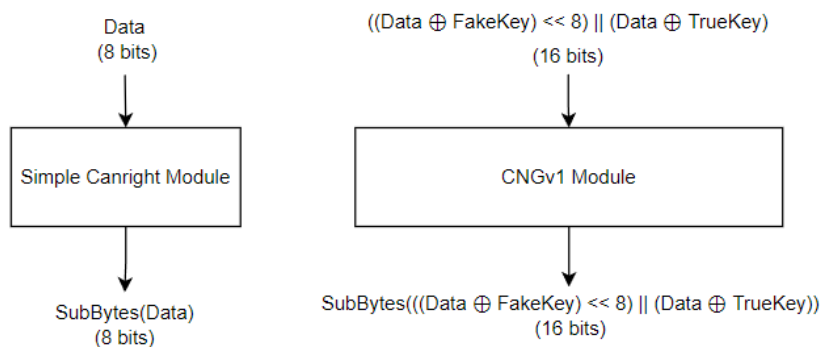 Data
(8 bits)
Simple Canright Module
SubBytes(Data)
(8 bits)
((Data ⊕ FakeKey) << 8) || (Data ⊕ TrueKey)
(16 bits)
CNGv1 Module
SubBytes(((Data ⊕ FakeKey) << 8) || (Data ⊕ TrueKey))
(16 bits)